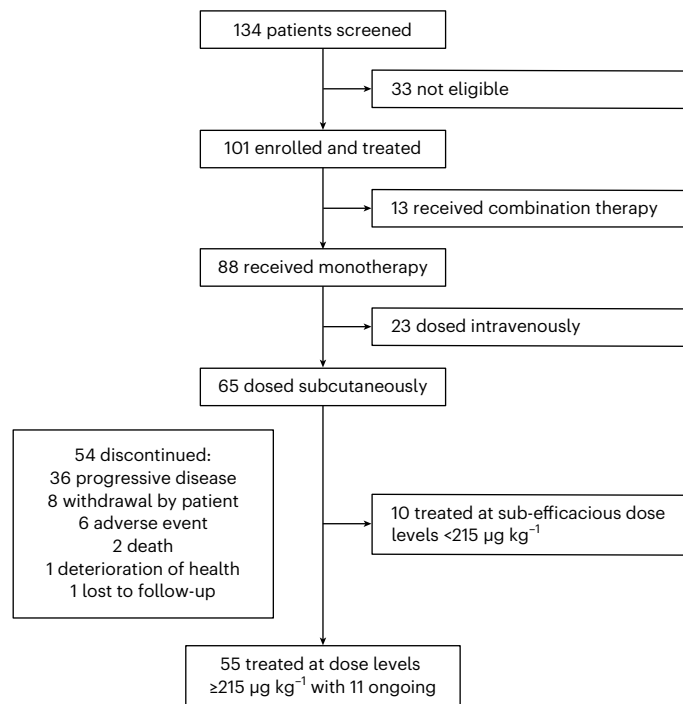 134 patients screened
33 not eligible
101 enrolled and treated
13 received combination therapy
88 received monotherapy
23 dosed intravenously
65 dosed subcutaneously
54 discontinued:
36 progressive disease
8 withdrawal by patient
6 adverse event
2 death
1 deterioration of health
1 lost to follow-up
10 treated at sub-efficacious dose
levels <215 µg kg⁻¹
55 treated at dose levels
≥215 µg kg⁻¹ with 11 ongoing